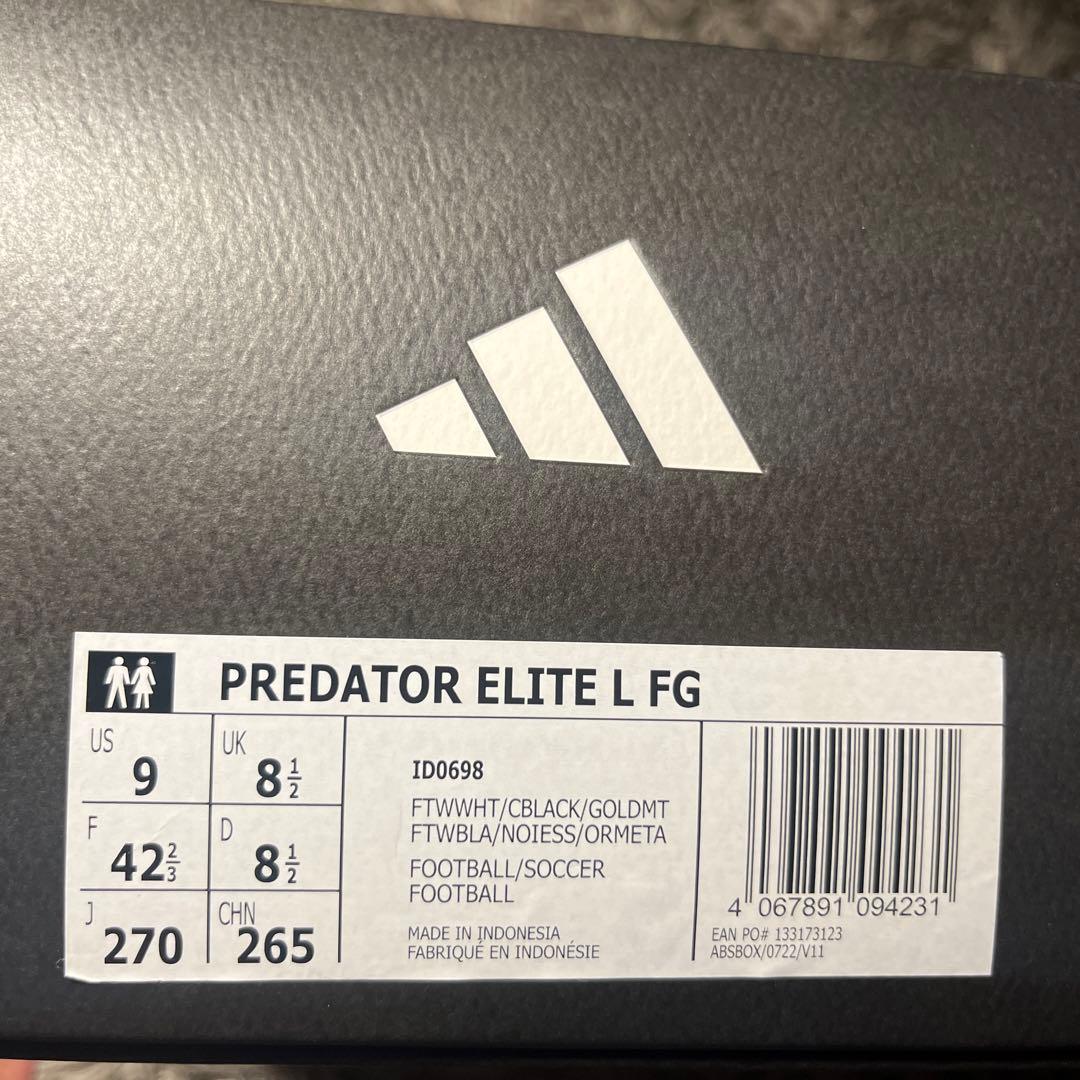 PREDATOR ELITE L FG
US
9
UK
8 1/2
F
42 2/3
D
8 1/2
J
270
CHN
265
ID0698
FTWWHT/CBLACK/GOLDMT
FTWBLA/NOIESS/ORMETA
FOOTBALL/SOCCER
FOOTBALL
MADE IN INDONESIA
FABRIQUÉ EN INDONÉSIE
4 067891 094231
EAN PO# 133173123
ABSBOX/0722/V11